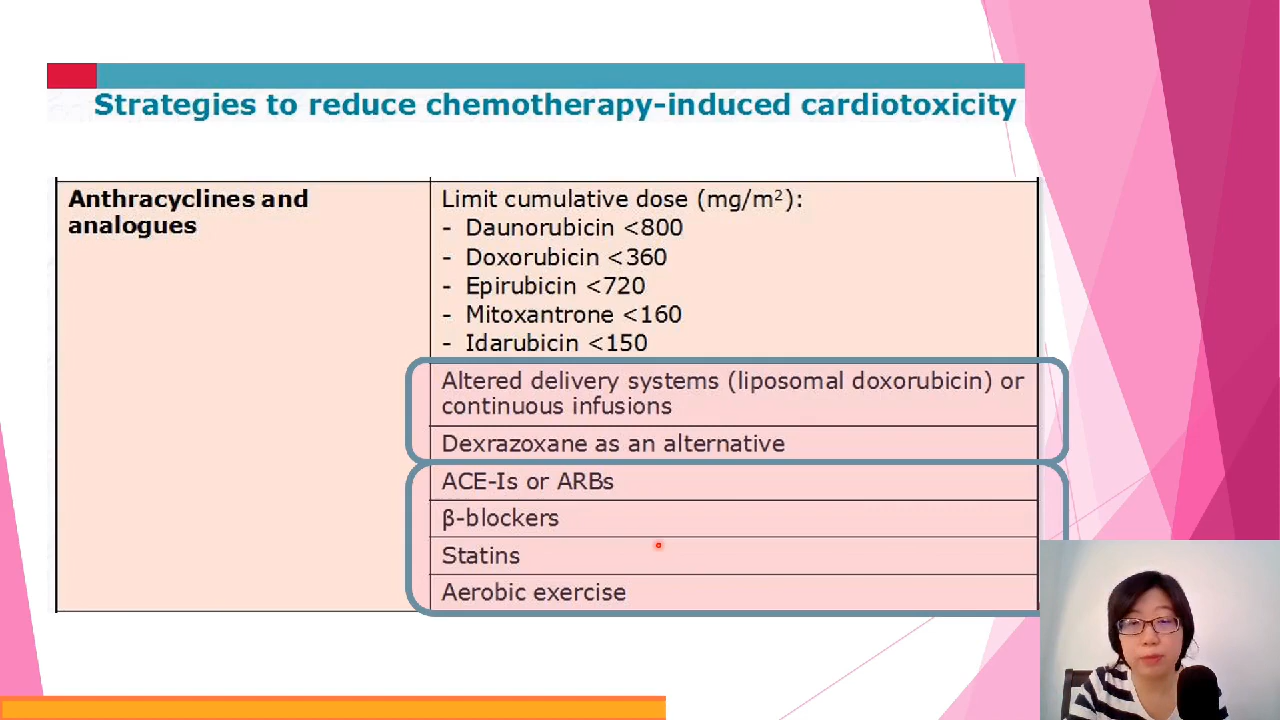 Strategies to reduce chemotherapy-induced cardiotoxicity
Anthracyclines and
analogues
Limit cumulative dose (mg/m²):
- Daunorubicin <800
- Doxorubicin <360
- Epirubicin <720
- Mitoxantrone <160
- Idarubicin <150
Altered delivery systems (liposomal doxorubicin) or
continuous infusions
Dexrazoxane as an alternative
ACE-Is or ARBs
β-blockers
Statins
Aerobic exercise